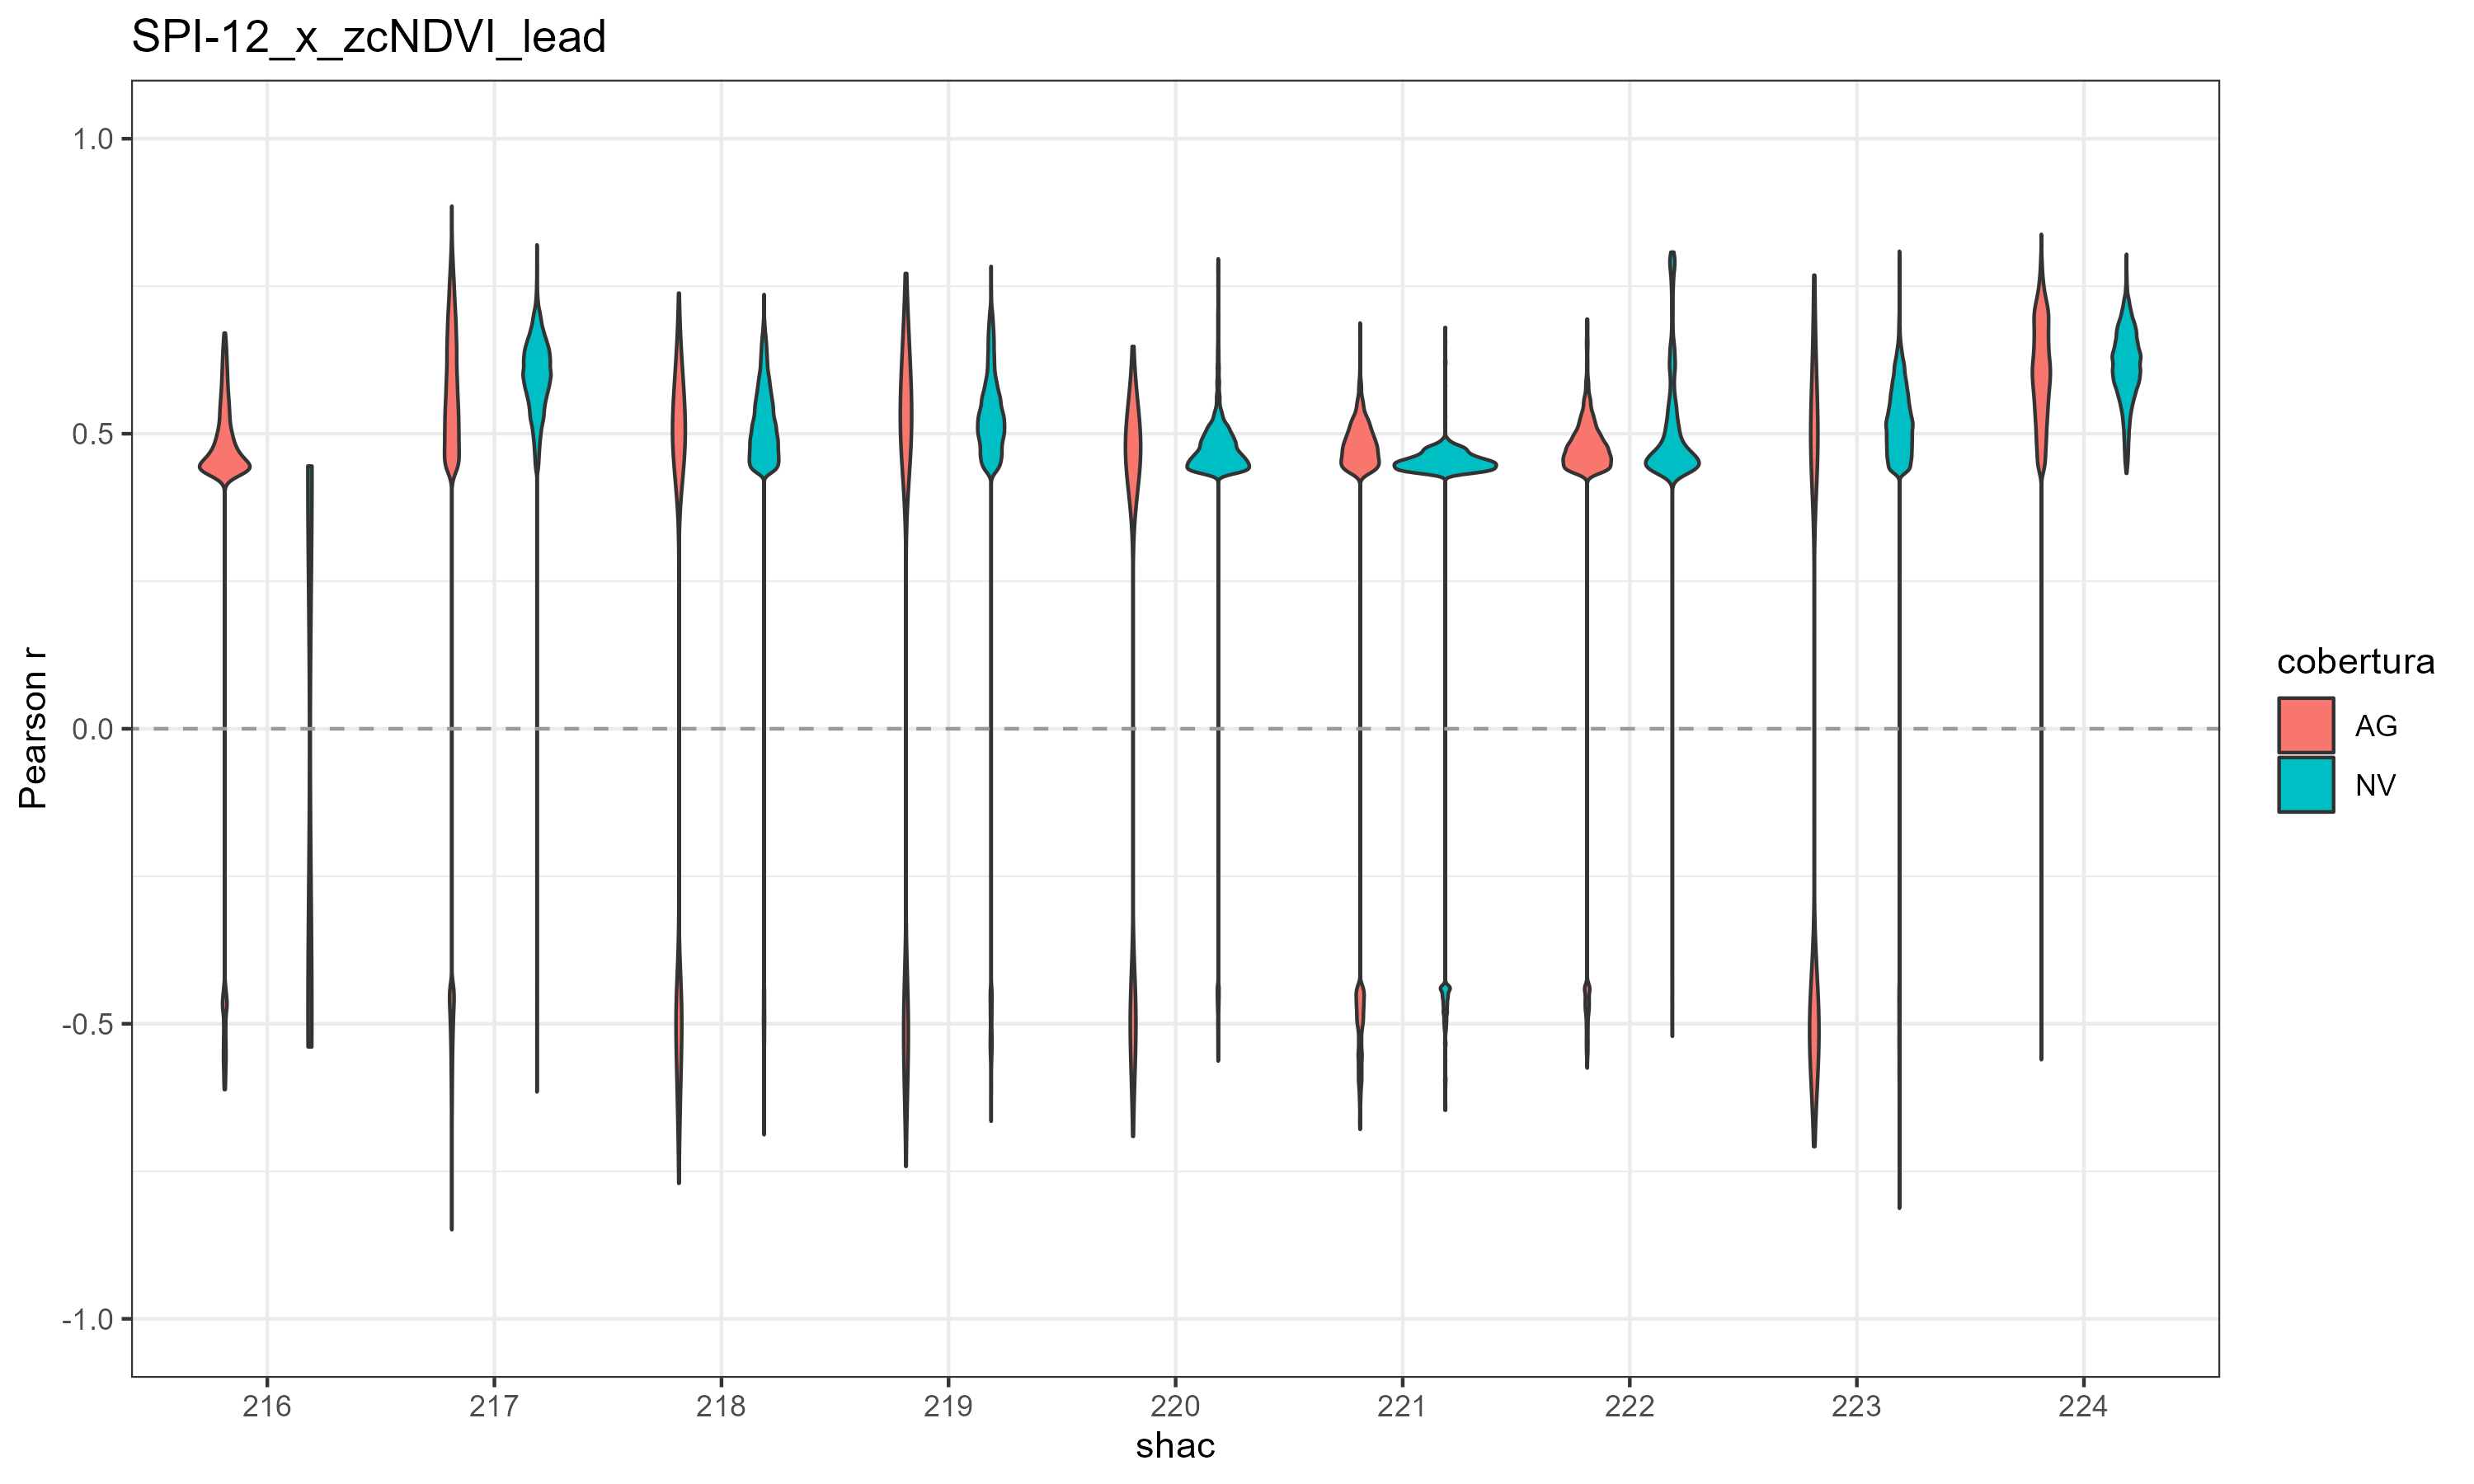 SPI-12_x_zcNDVI_lead
1.0
0.5
0.0
-0.5
-1.0
Pearson r
216 217 218 219 220 221 222 223 224
shac
cobertura
AG
NV